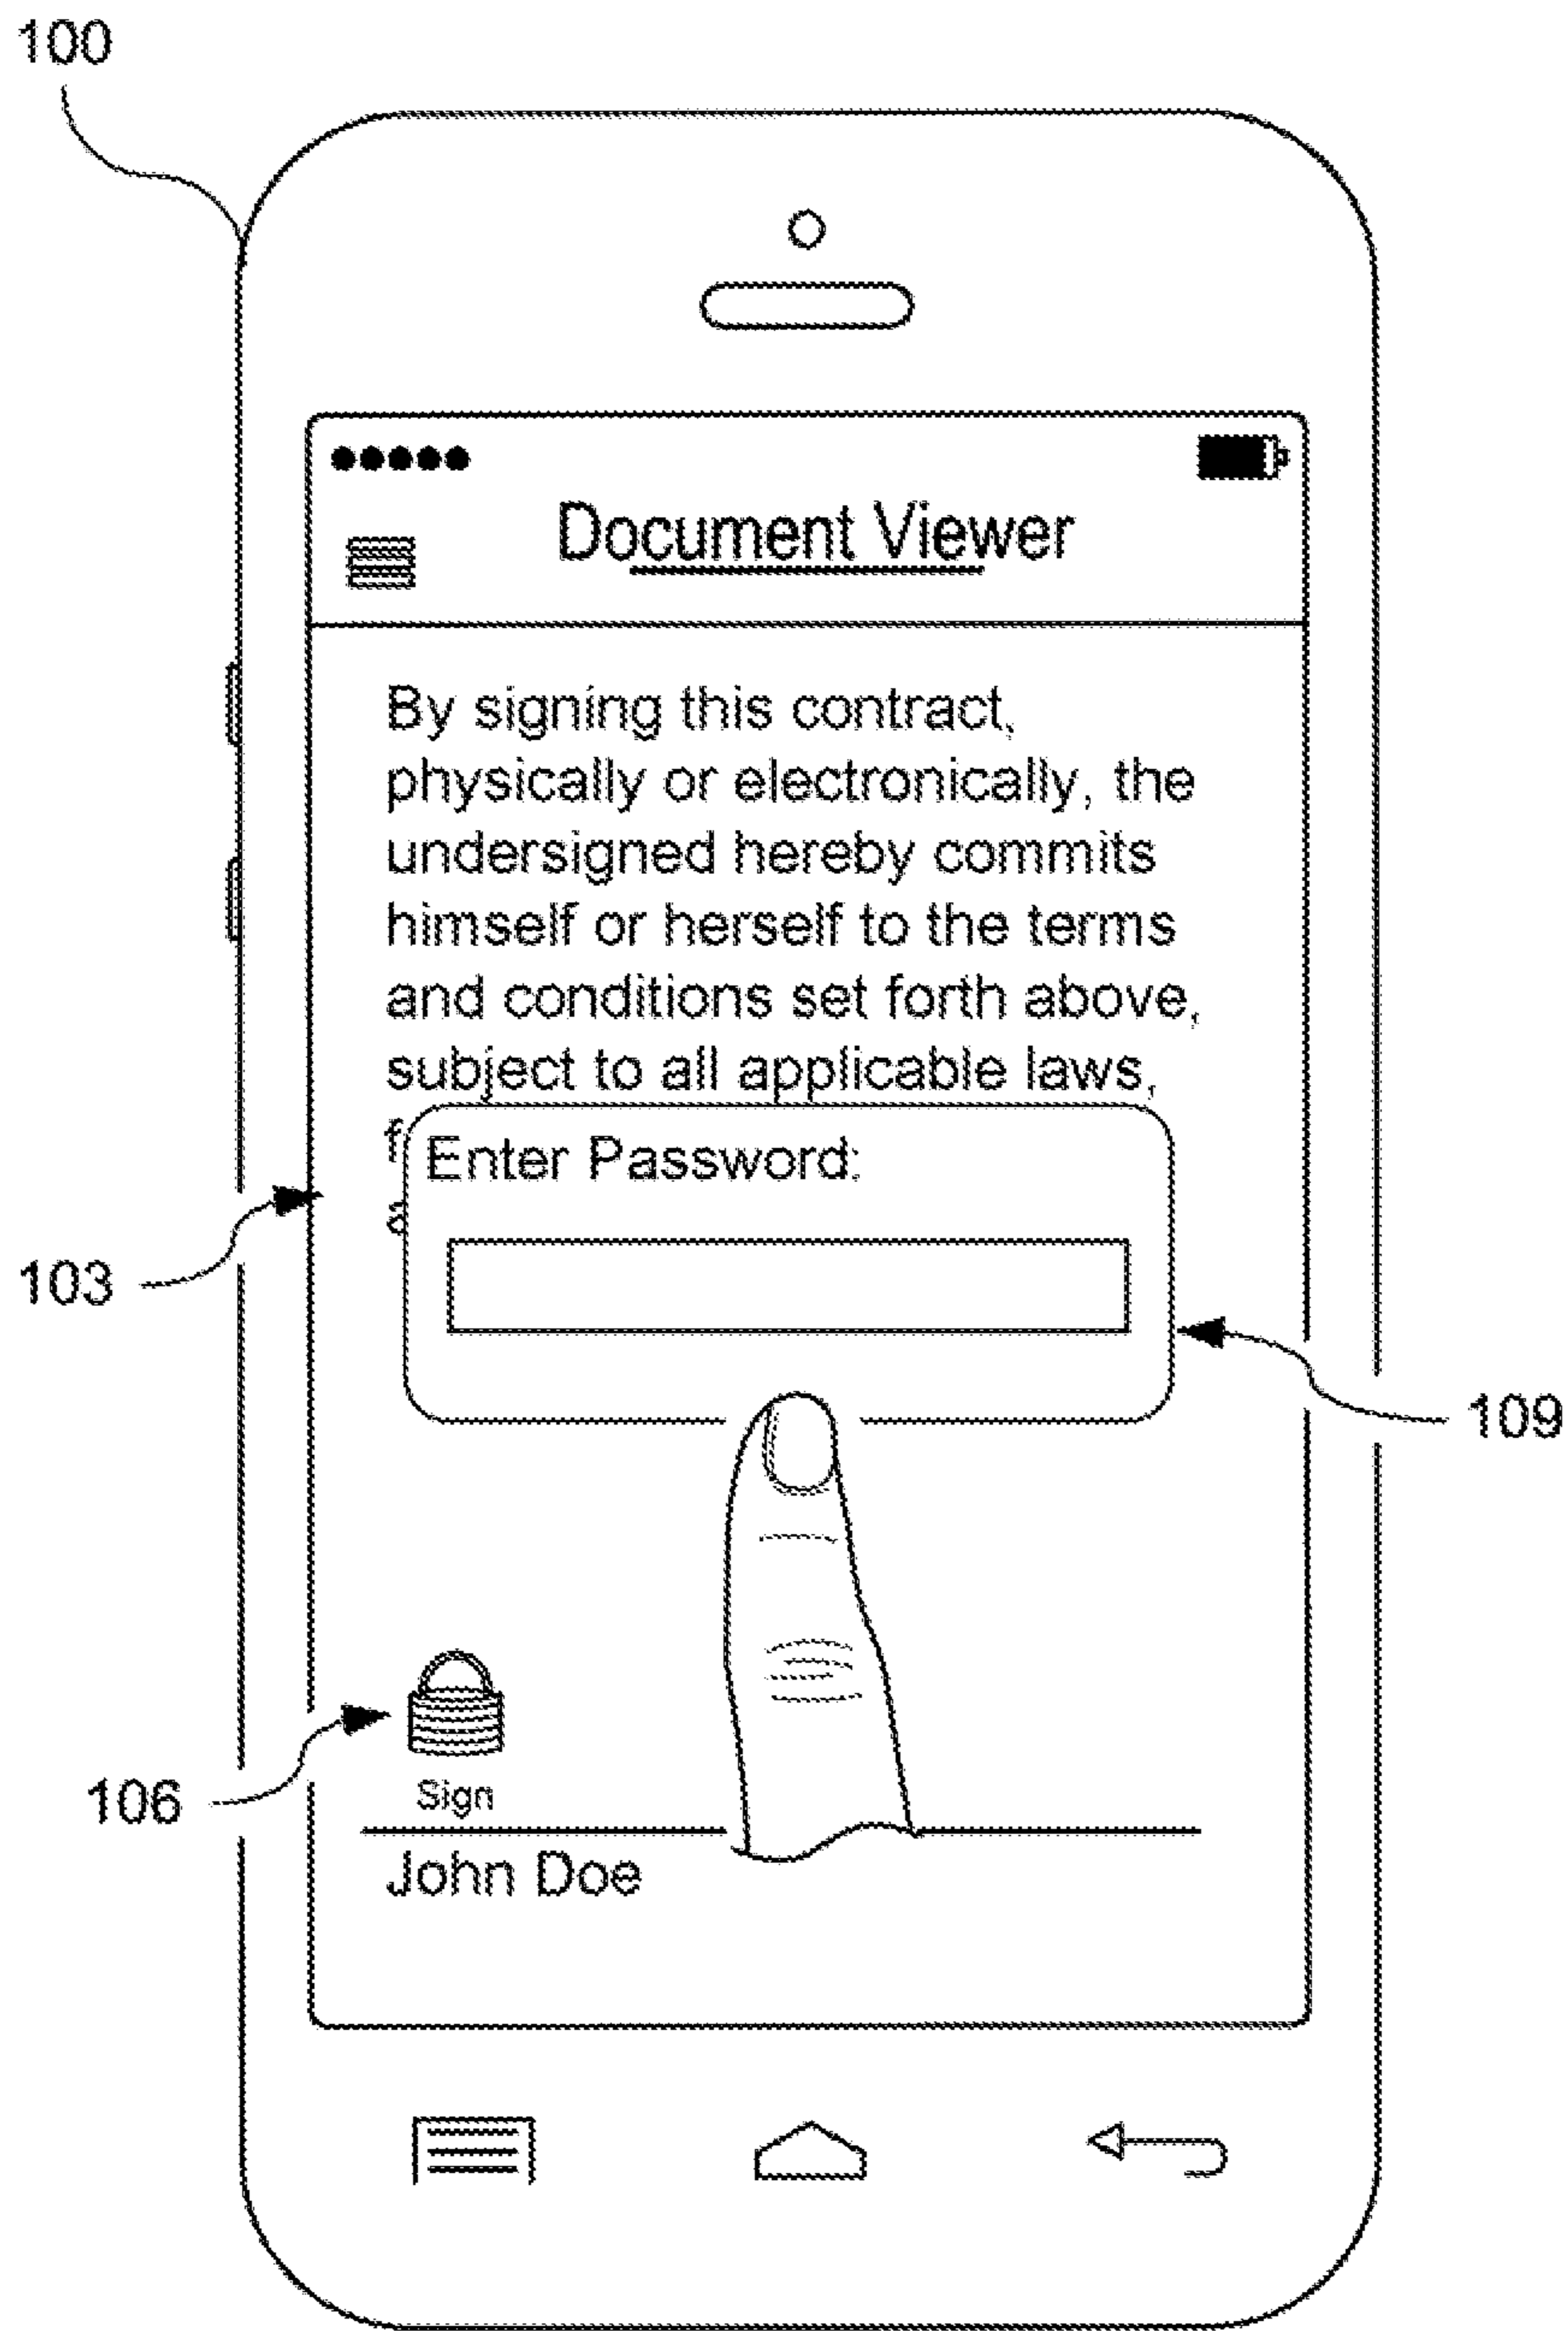 100
Document Viewer
By signing this contract,
physically or electronically, the
undersigned hereby commits
himself or herself to the terms
and conditions set forth above,
subject to all applicable laws,
Enter Password:
103
109
106
Sign
John Doe